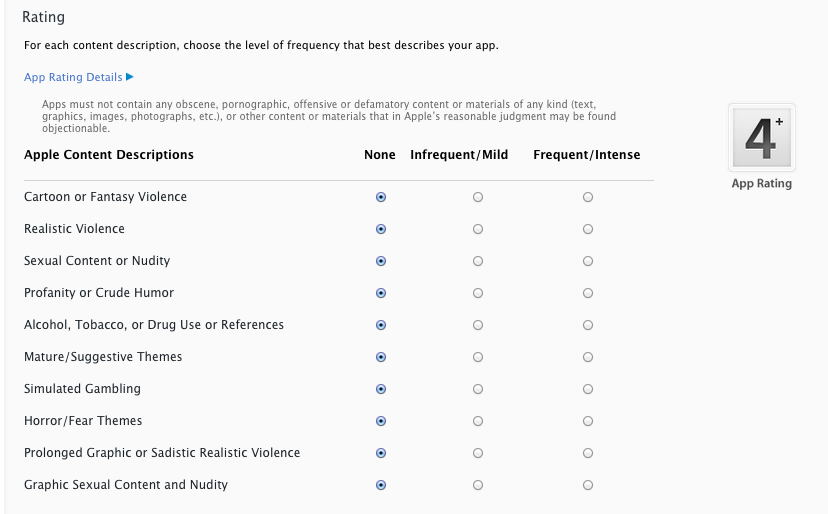 Rating
For each content description, choose the level of frequency that best describes your app.
App Rating Details
Apps must not contain any obscene, pornographic, offensive or defamatory content or materials of any kind (text,
graphics, images, photographs, etc.), or other content or materials that in Apple's reasonable judgment may be found
objectionable.
4+
App Rating
Apple Content Descriptions None Infrequent/Mild Frequent/Intense
Cartoon or Fantasy Violence
Realistic Violence
Sexual Content or Nudity
Profanity or Crude Humor
Alcohol, Tobacco, or Drug Use or References
Mature/Suggestive Themes
Simulated Gambling
Horror/Fear Themes
Prolonged Graphic or Sadistic Realistic Violence
Graphic Sexual Content and Nudity